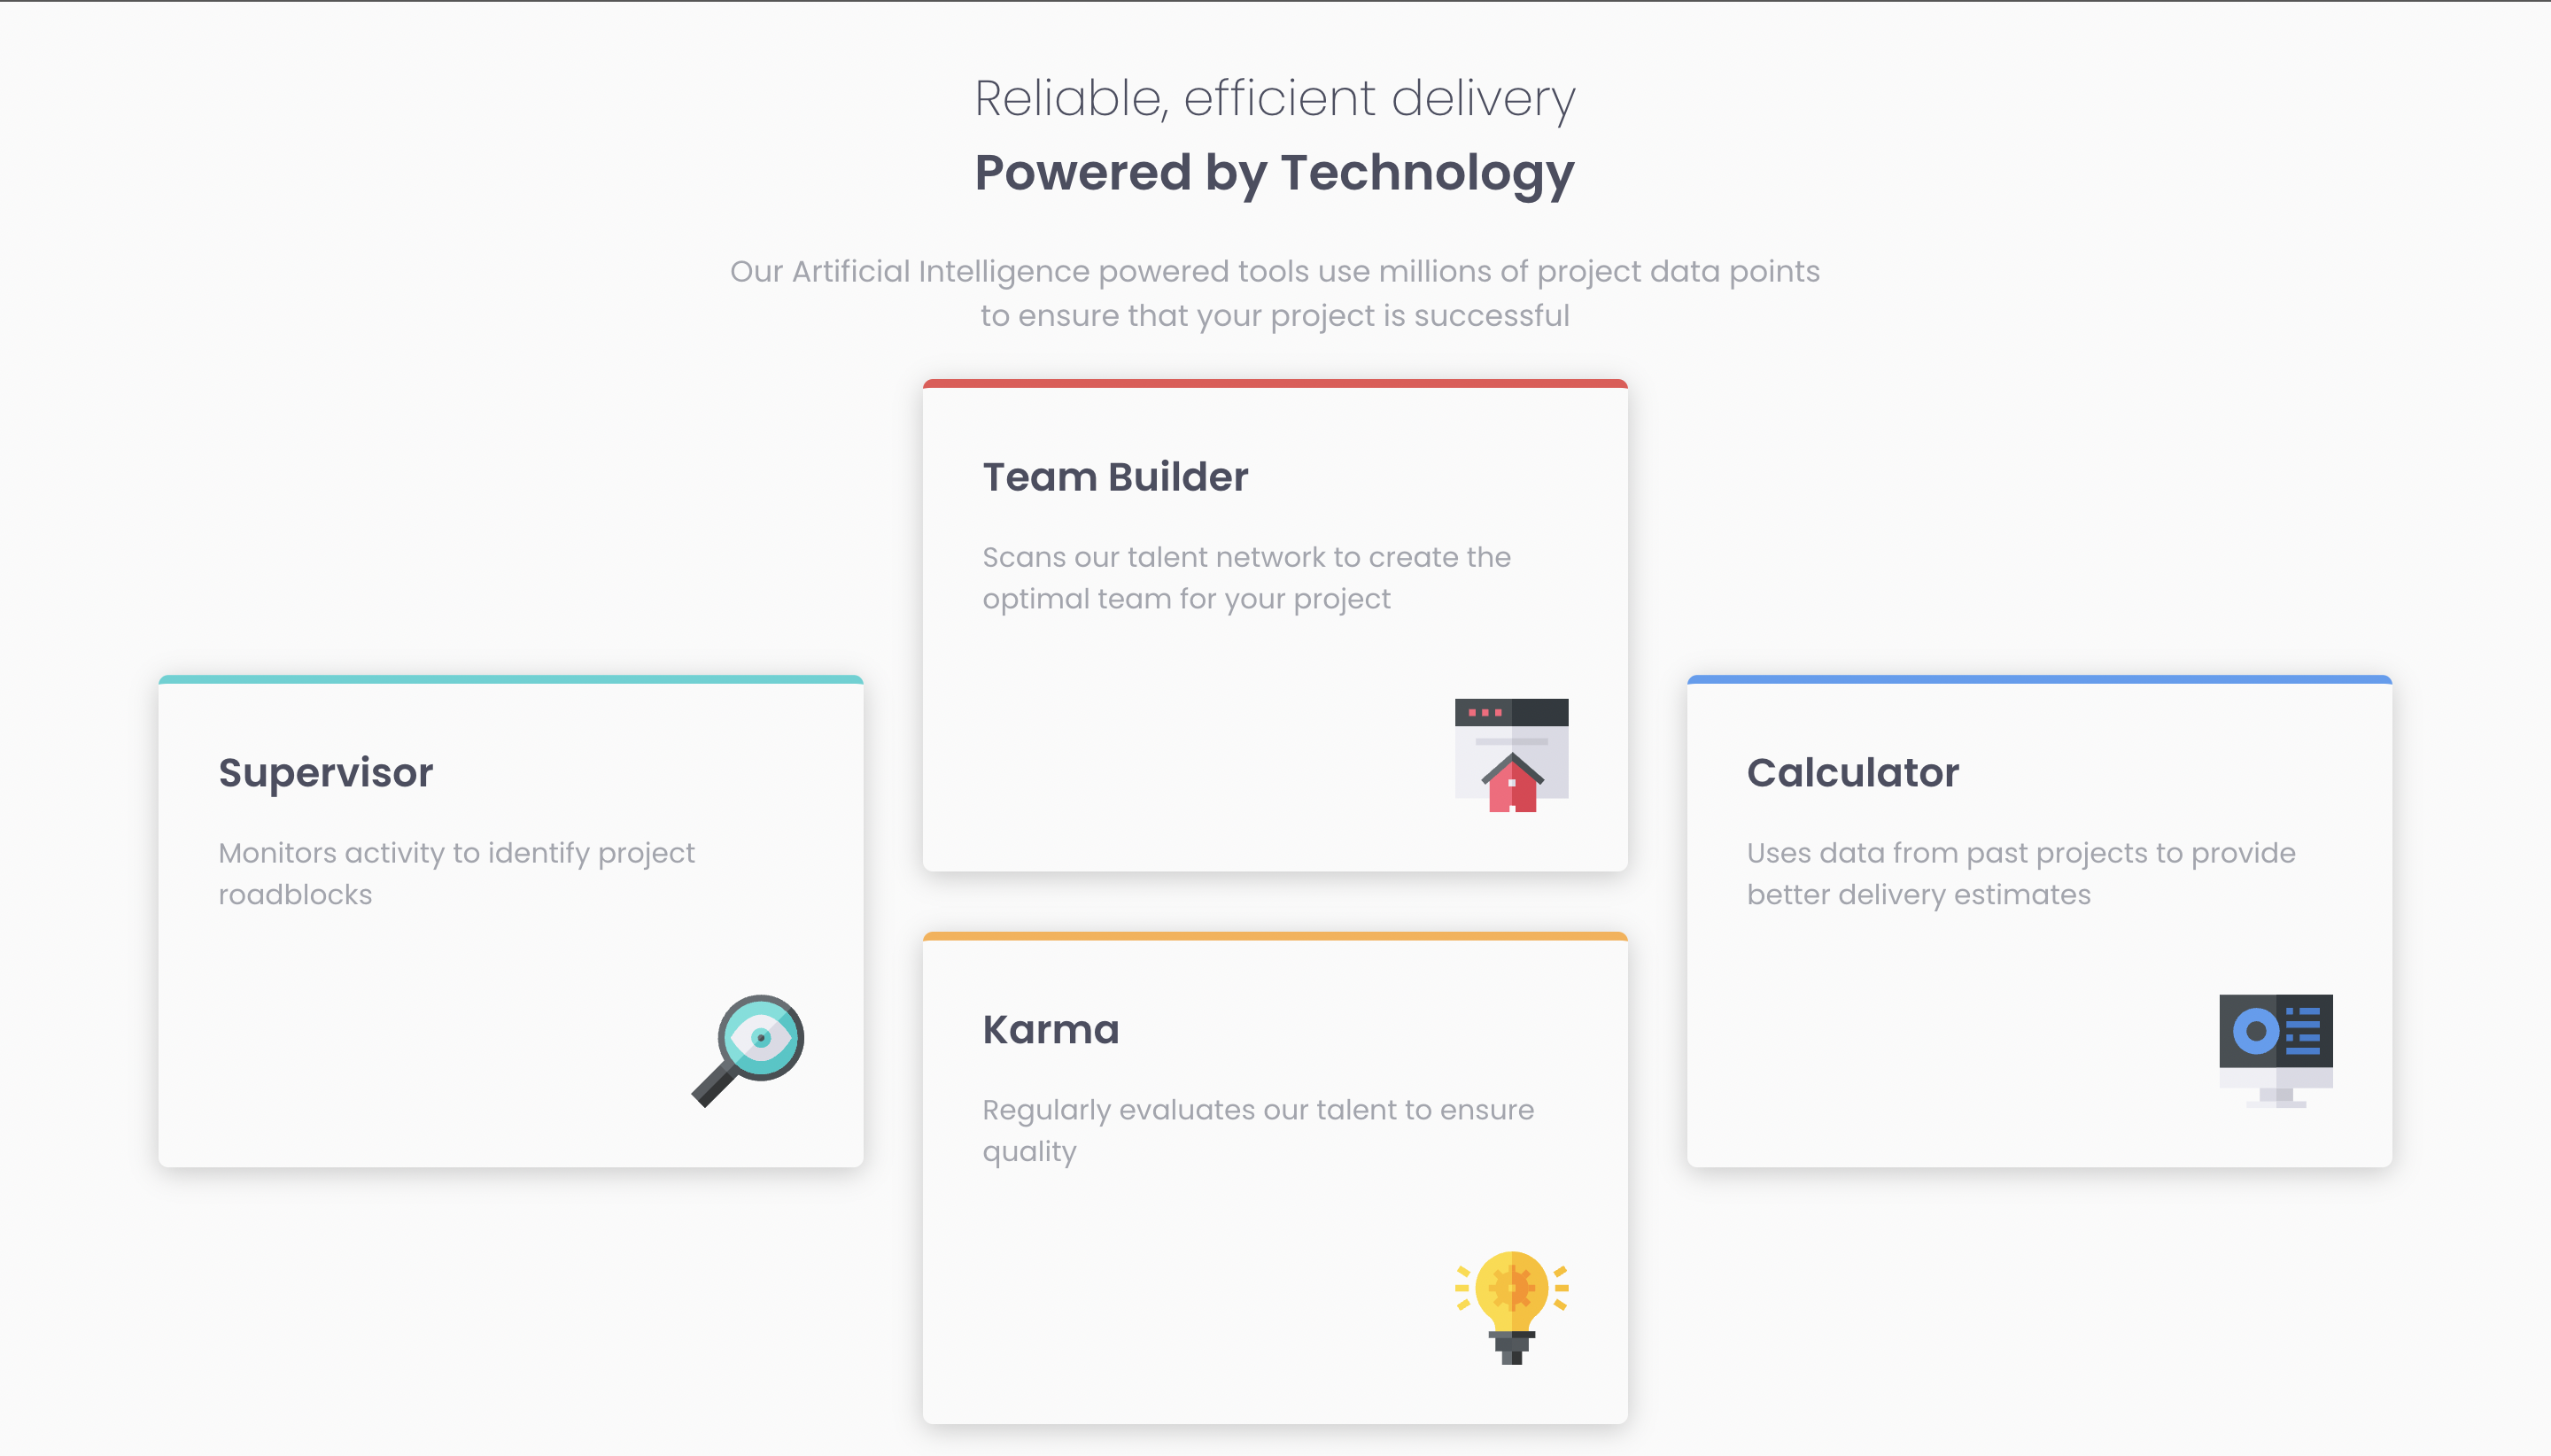 Reliable, efficient delivery
Powered by Technology
Our Artificial Intelligence powered tools use millions of project data points
to ensure that your project is successful
Team Builder
Scans our talent network to create the
optimal team for your project
Supervisor
Monitors activity to identify project
roadblocks
Calculator
Uses data from past projects to provide
better delivery estimates
Karma
Regularly evaluates our talent to ensure
quality